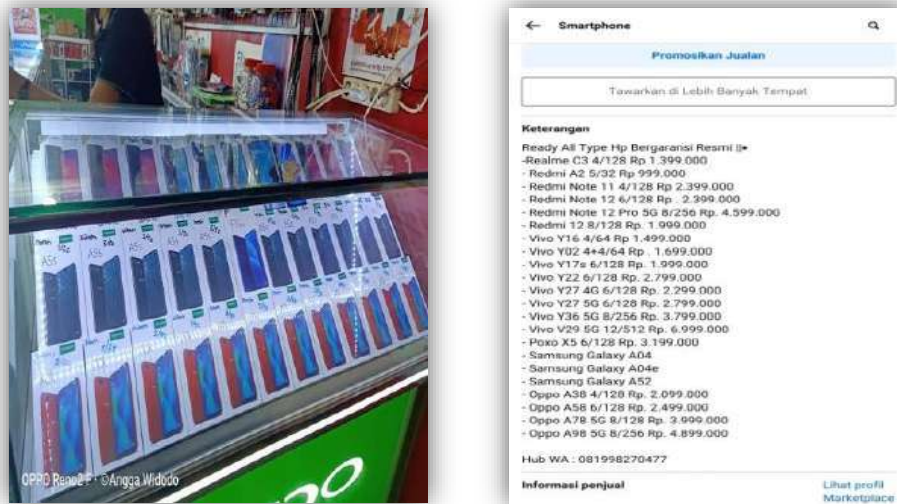 OPPO Reno2 F · ©Angga Widodo
← Smartphone
Promosikan Jualan
Tawarkan di Lebih Banyak Tempat
Keterangan
Ready All Type Hp Bergaransi Resmi
-Realme C3 4/128 Rp 1.399.000
- Redmi A2 5/32 Rp 999.000
- Redmi Note 11 4/128 Rp 2.399.000
- Redmi Note 12 6/128 Rp . 2.399.000
- Redmi Note 12 Pro 5G 8/256 Rp. 4.599.000
- Redmi 12 8/128 Rp. 1.999.000
- Vivo Y16 4/64 Rp 1.499.000
- Vivo Y02 4+4/64 Rp . 1.699.000
- Vivo Y17s 6/128 Rp. 1.999.000
- Vivo Y22 6/128 Rp. 2.799.000
- Vivo Y27 4G 6/128 Rp. 2.299.000
- Vivo Y27 5G 6/128 Rp. 2.799.000
- Vivo Y36 5G 8/256 Rp. 3.799.000
- Vivo V29 5G 12/512 Rp. 6.999.000
- Poxo X5 6/128 Rp. 3.199.000
- Samsung Galaxy A04
- Samsung Galaxy A04e
- Samsung Galaxy A52
- Oppo A38 4/128 Rp. 2.099.000
- Oppo A58 6/128 Rp. 2.499.000
- Oppo A78 5G 8/128 Rp. 3.999.000
- Oppo A98 5G 8/256 Rp. 4.899.000
Hub WA : 081998270477
Informasi penjual Lihat profil
Marketplace